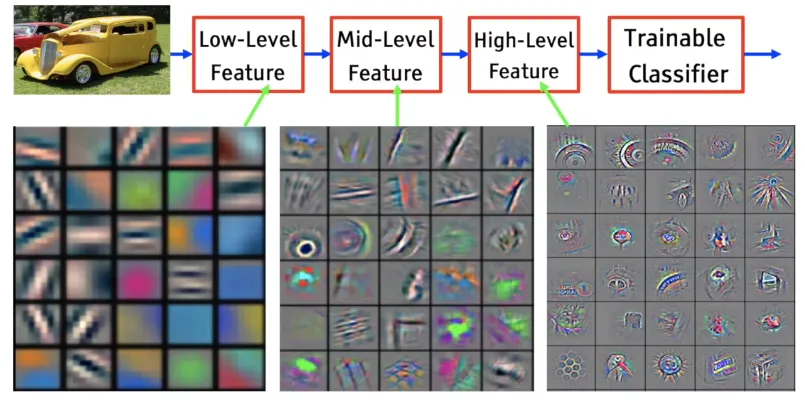 Low-Level
Feature
Mid-Level
Feature
High-Level
Feature
Trainable
Classifier